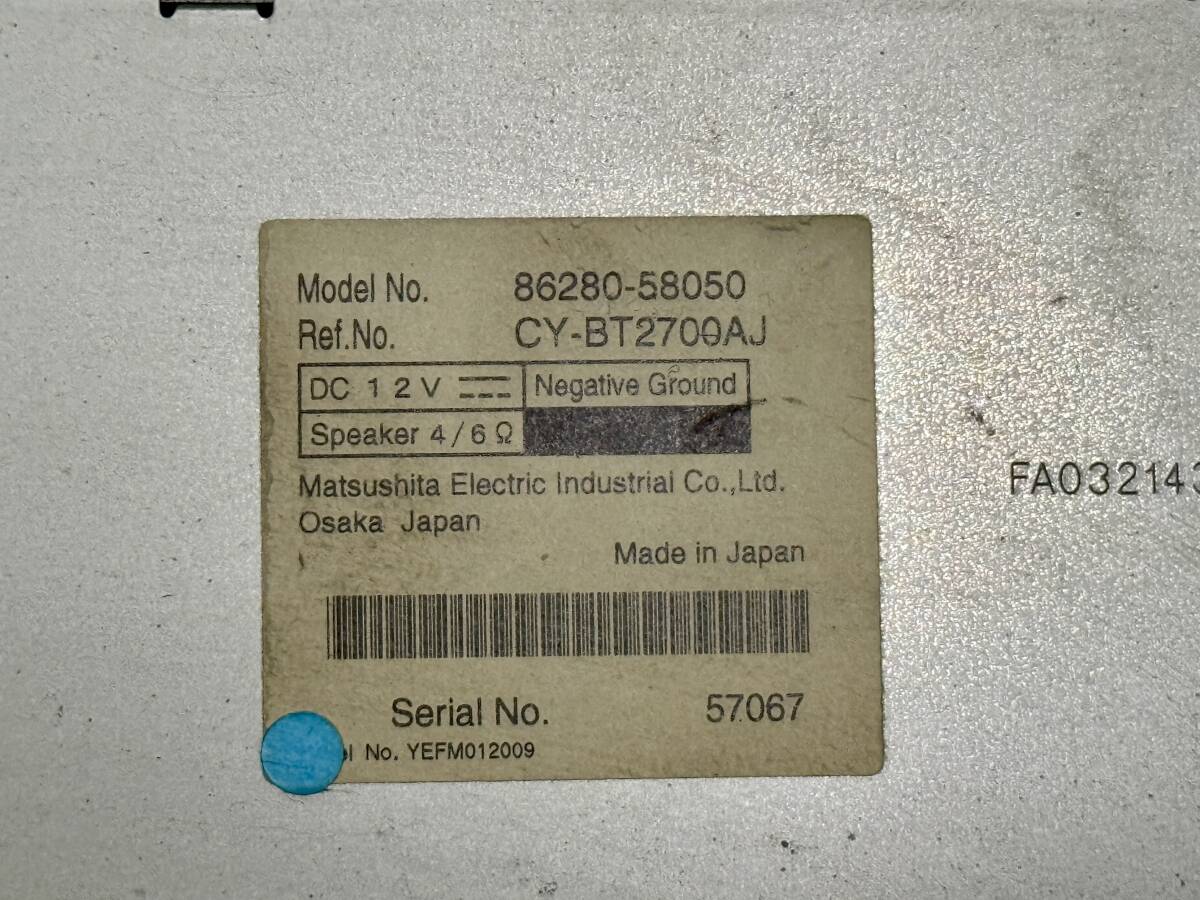 Model No. 86280-58050
Ref.No. CY-BT2700AJ
DC 12V Negative Ground
Speaker 4/6Ω
Matsushita Electric Industrial Co.,Ltd.
Osaka Japan
Made in Japan
FA032143
Serial No. 57067
No. YEFM012009